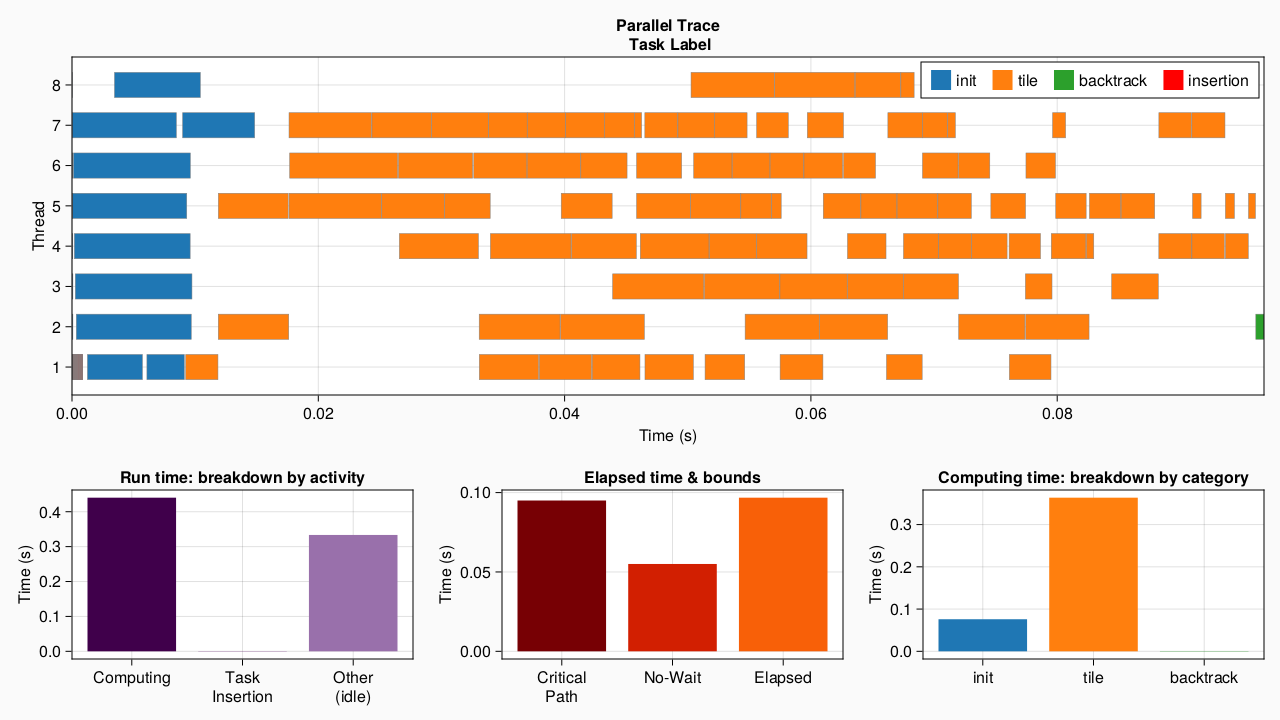 Parallel Trace
Task Label
init
tile
backtrack
insertion
Thread
8
7
6
5
4
3
2
1
0.00
0.02
0.04
0.06
0.08
Time (s)
Run time: breakdown by activity
Time (s)
0.4
0.3
0.2
0.1
0.0
Computing
Task
Insertion
Other
(idle)
Elapsed time & bounds
Time (s)
0.10
0.05
0.00
Critical
Path
No-Wait
Elapsed
Computing time: breakdown by category
Time (s)
0.3
0.2
0.1
0.0
init
tile
backtrack